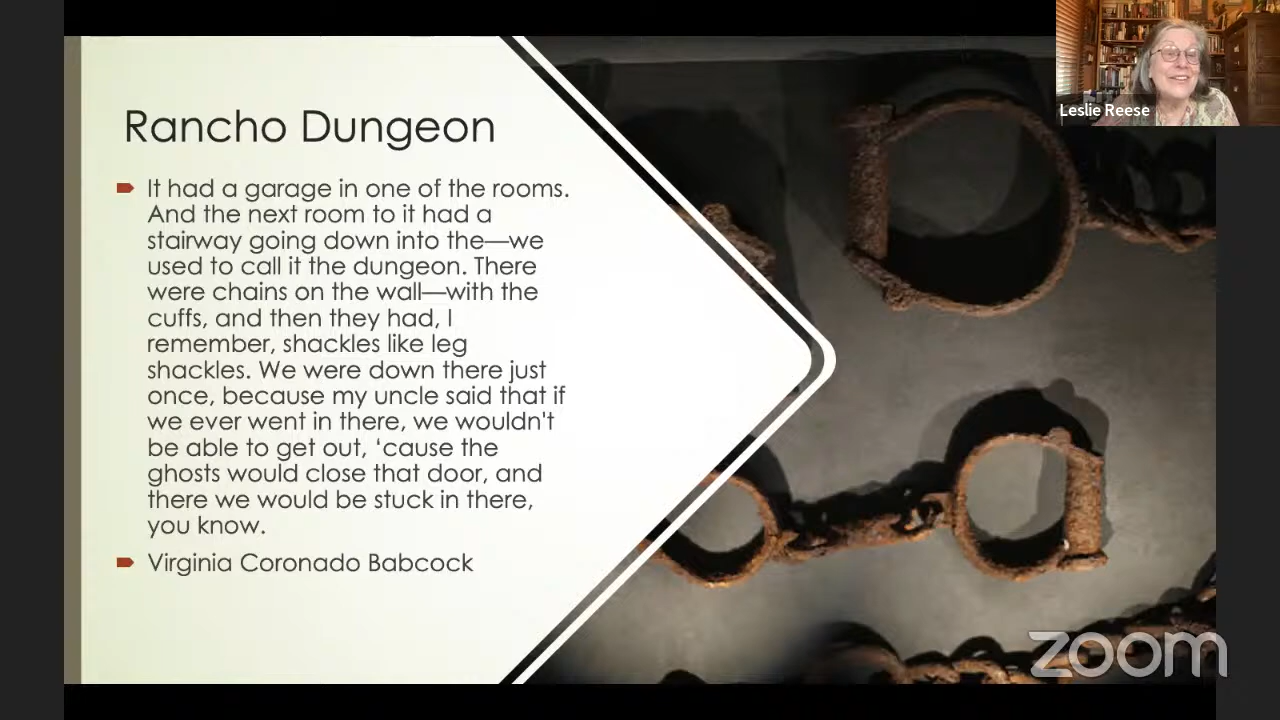 Rancho Dungeon
It had a garage in one of the rooms.
And the next room to it had a
stairway going down into the—we
used to call it the dungeon. There
were chains on the wall—with the
cuffs, and then they had, I
remember, shackles like leg
shackles. We were down there just
once, because my uncle said that if
we ever went in there, we wouldn't
be able to get out, ‘cause the
ghosts would close that door, and
there we would be stuck in there,
you know.
Virginia Coronado Babcock
Leslie Reese
zoom